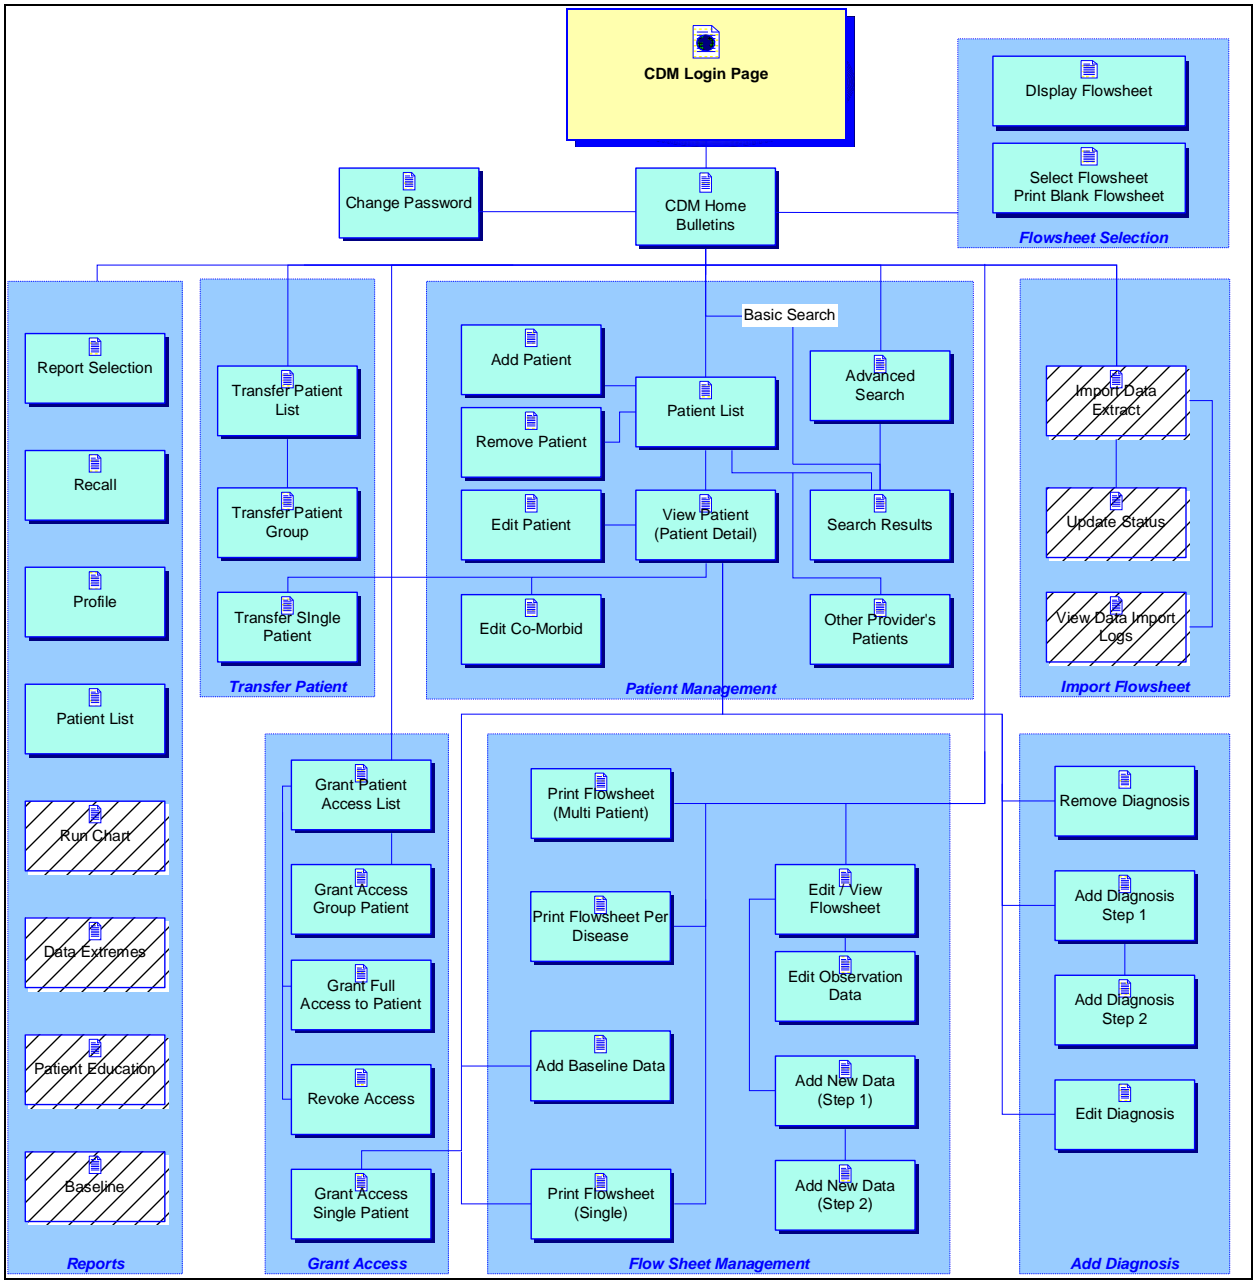 CDM Login Page
DIsplay Flowsheet
Select Flowsheet
Print Blank Flowsheet
Flowsheet Selection
Change Password
CDM Home
Bulletins
Report Selection
Recall
Profile
Patient List
Run Chart
Data Extremes
Patient Education
Baseline
Reports
Transfer Patient
List
Transfer Patient
Group
Transfer SIngle
Patient
Transfer Patient
Basic Search
Add Patient
Remove Patient
Edit Patient
Edit Co-Morbid
Patient List
View Patient
(Patient Detail)
Advanced
Search
Search Results
Other Provider's
Patients
Patient Management
Import Data
Extract
Update Status
View Data Import
Logs
Import Flowsheet
Grant Patient
Access List
Grant Access
Group Patient
Grant Full
Access to Patient
Revoke Access
Grant Access
Single Patient
Grant Access
Print Flowsheet
(Multi Patient)
Print Flowsheet Per
Disease
Add Baseline Data
Print Flowsheet
(Single)
Edit / View
Flowsheet
Edit Observation
Data
Add New Data
(Step 1)
Add New Data
(Step 2)
Flow Sheet Management
Remove Diagnosis
Add Diagnosis
Step 1
Add Diagnosis
Step 2
Edit Diagnosis
Add Diagnosis